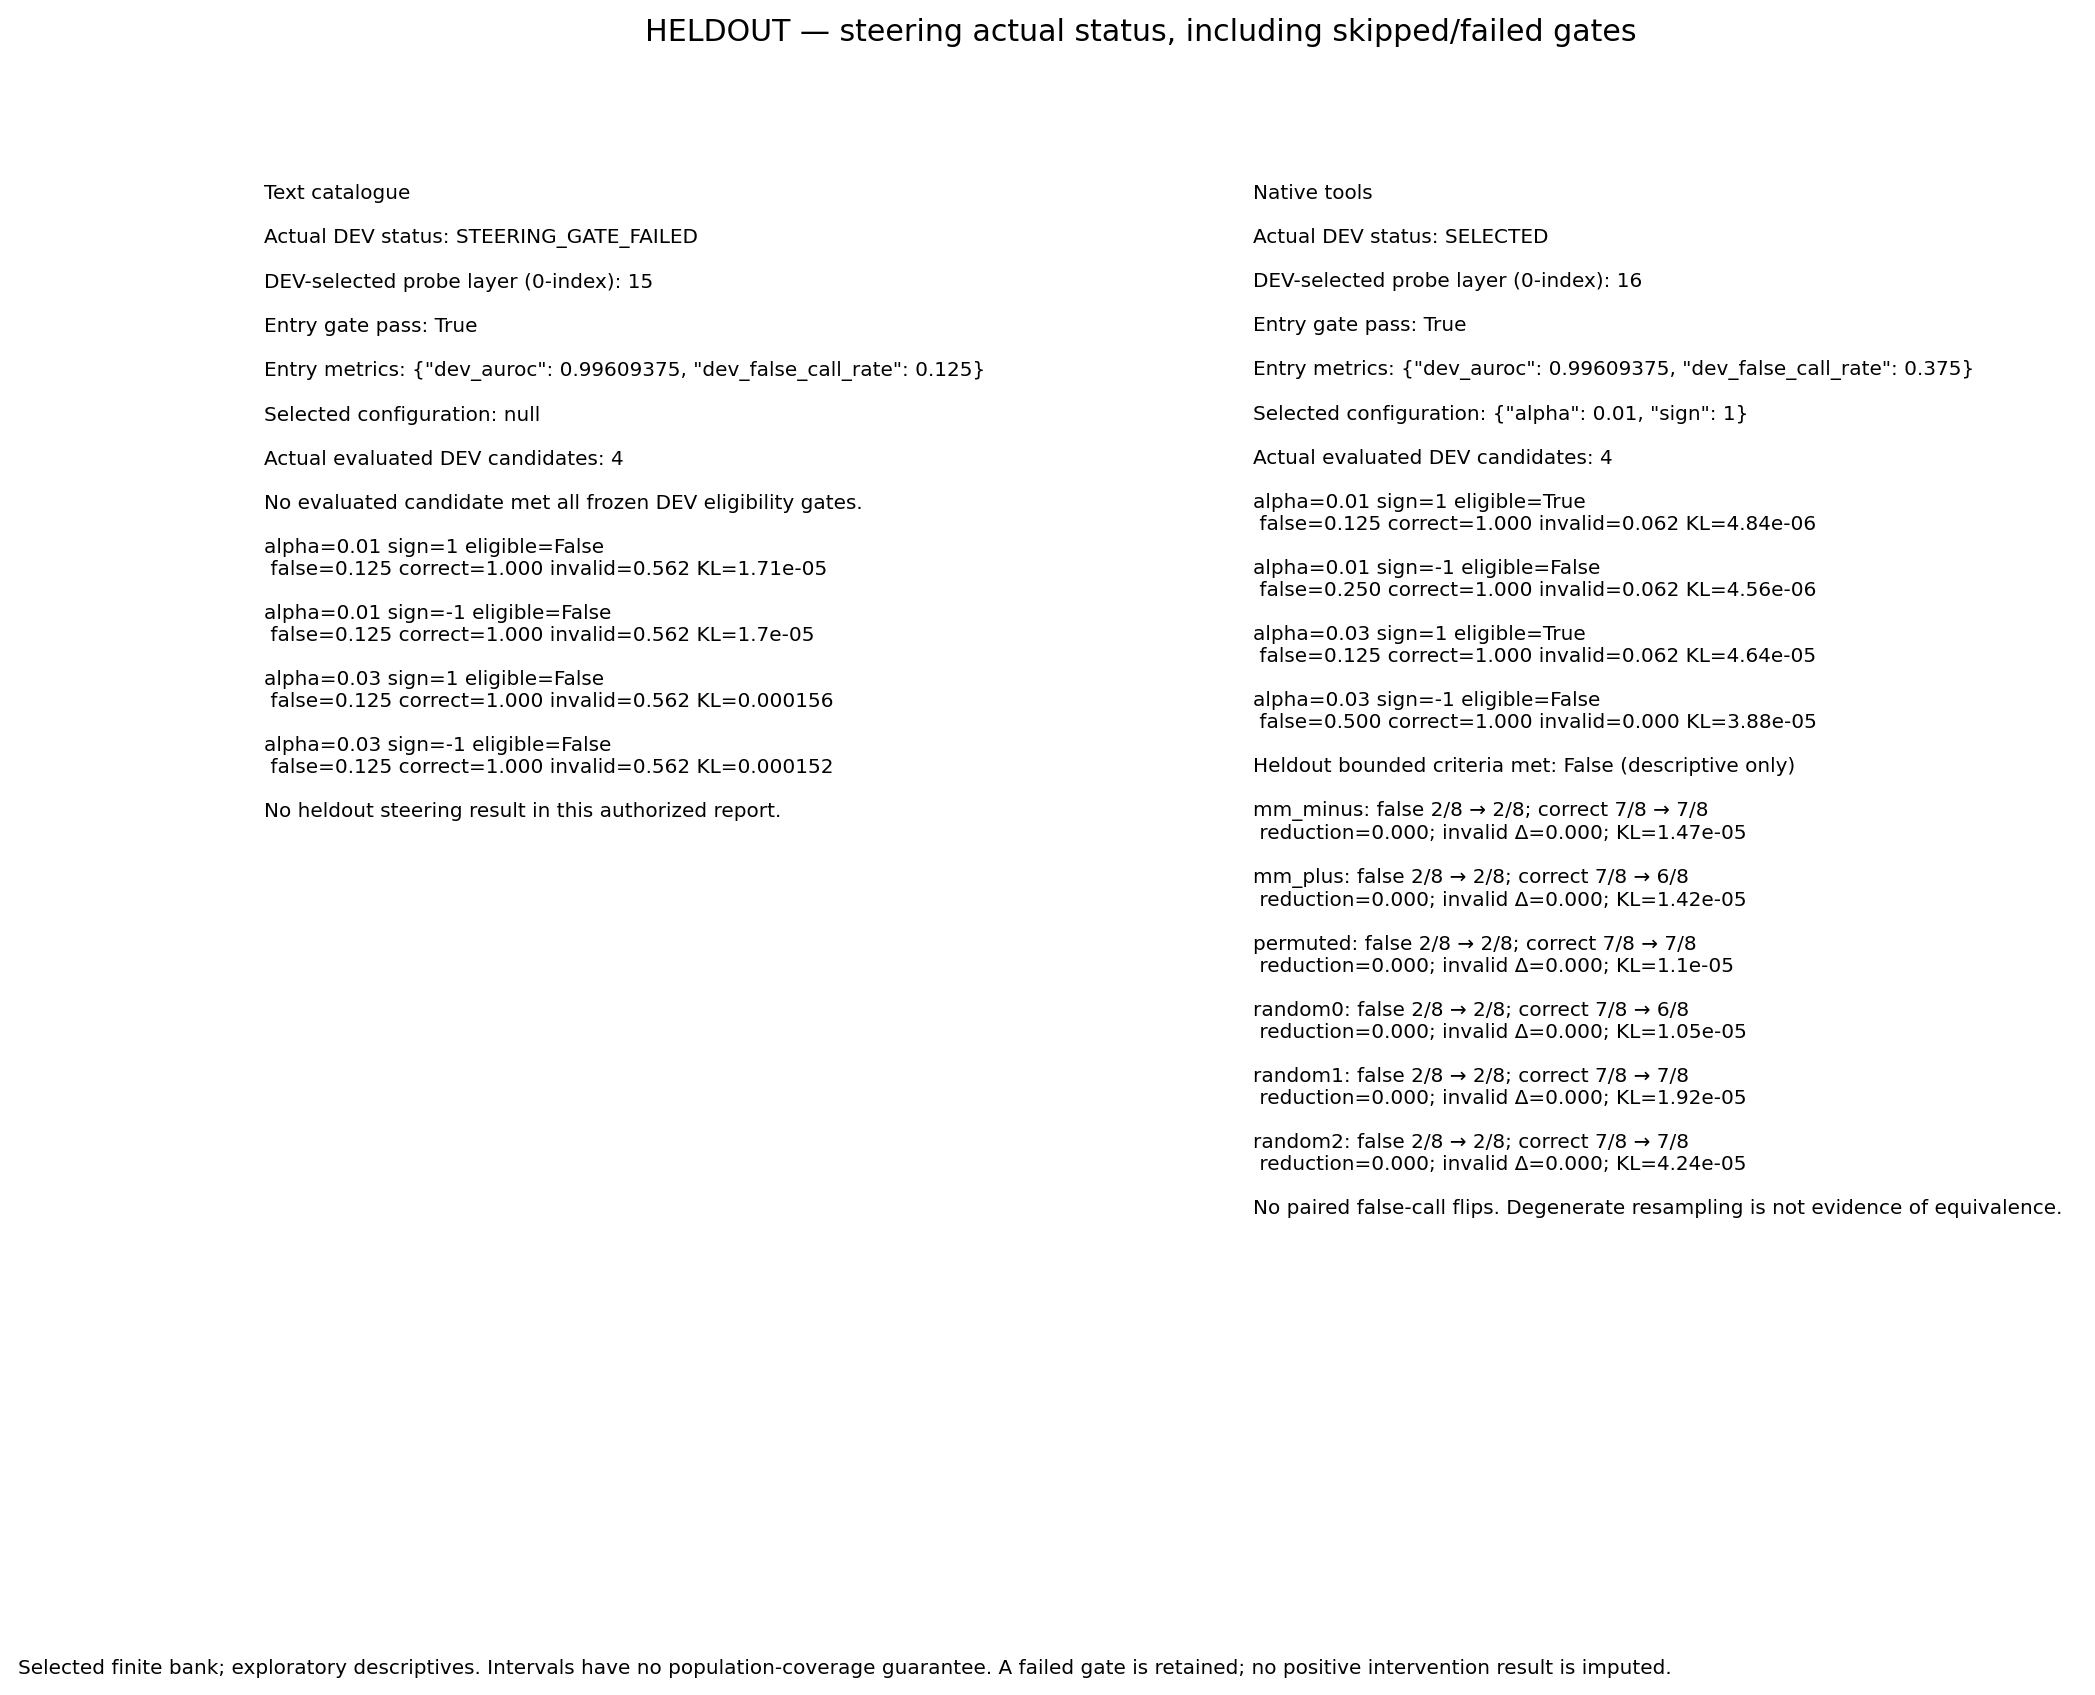 HELDOUT — steering actual status, including skipped/failed gates
Text catalogue
Actual DEV status: STEERING_GATE_FAILED
DEV-selected probe layer (0-index): 15
Entry gate pass: True
Entry metrics: {"dev_auroc": 0.99609375, "dev_false_call_rate": 0.125}
Selected configuration: null
Actual evaluated DEV candidates: 4
No evaluated candidate met all frozen DEV eligibility gates.
alpha=0.01 sign=1 eligible=False
false=0.125 correct=1.000 invalid=0.562 KL=1.71e-05
alpha=0.01 sign=-1 eligible=False
false=0.125 correct=1.000 invalid=0.562 KL=1.7e-05
alpha=0.03 sign=1 eligible=False
false=0.125 correct=1.000 invalid=0.562 KL=0.000156
alpha=0.03 sign=-1 eligible=False
false=0.125 correct=1.000 invalid=0.562 KL=0.000152
No heldout steering result in this authorized report.
Native tools
Actual DEV status: SELECTED
DEV-selected probe layer (0-index): 16
Entry gate pass: True
Entry metrics: {"dev_auroc": 0.99609375, "dev_false_call_rate": 0.375}
Selected configuration: {"alpha": 0.01, "sign": 1}
Actual evaluated DEV candidates: 4
alpha=0.01 sign=1 eligible=True
false=0.125 correct=1.000 invalid=0.062 KL=4.84e-06
alpha=0.01 sign=-1 eligible=False
false=0.250 correct=1.000 invalid=0.062 KL=4.56e-06
alpha=0.03 sign=1 eligible=True
false=0.125 correct=1.000 invalid=0.062 KL=4.64e-05
alpha=0.03 sign=-1 eligible=False
false=0.500 correct=1.000 invalid=0.000 KL=3.88e-05
Heldout bounded criteria met: False (descriptive only)
mm_minus: false 2/8 → 2/8; correct 7/8 → 7/8
reduction=0.000; invalid Δ=0.000; KL=1.47e-05
mm_plus: false 2/8 → 2/8; correct 7/8 → 6/8
reduction=0.000; invalid Δ=0.000; KL=1.42e-05
permuted: false 2/8 → 2/8; correct 7/8 → 7/8
reduction=0.000; invalid Δ=0.000; KL=1.1e-05
random0: false 2/8 → 2/8; correct 7/8 → 6/8
reduction=0.000; invalid Δ=0.000; KL=1.05e-05
random1: false 2/8 → 2/8; correct 7/8 → 7/8
reduction=0.000; invalid Δ=0.000; KL=1.92e-05
random2: false 2/8 → 2/8; correct 7/8 → 7/8
reduction=0.000; invalid Δ=0.000; KL=4.24e-05
No paired false-call flips. Degenerate resampling is not evidence of equivalence.
Selected finite bank; exploratory descriptives. Intervals have no population-coverage guarantee. A failed gate is retained; no positive intervention result is imputed.